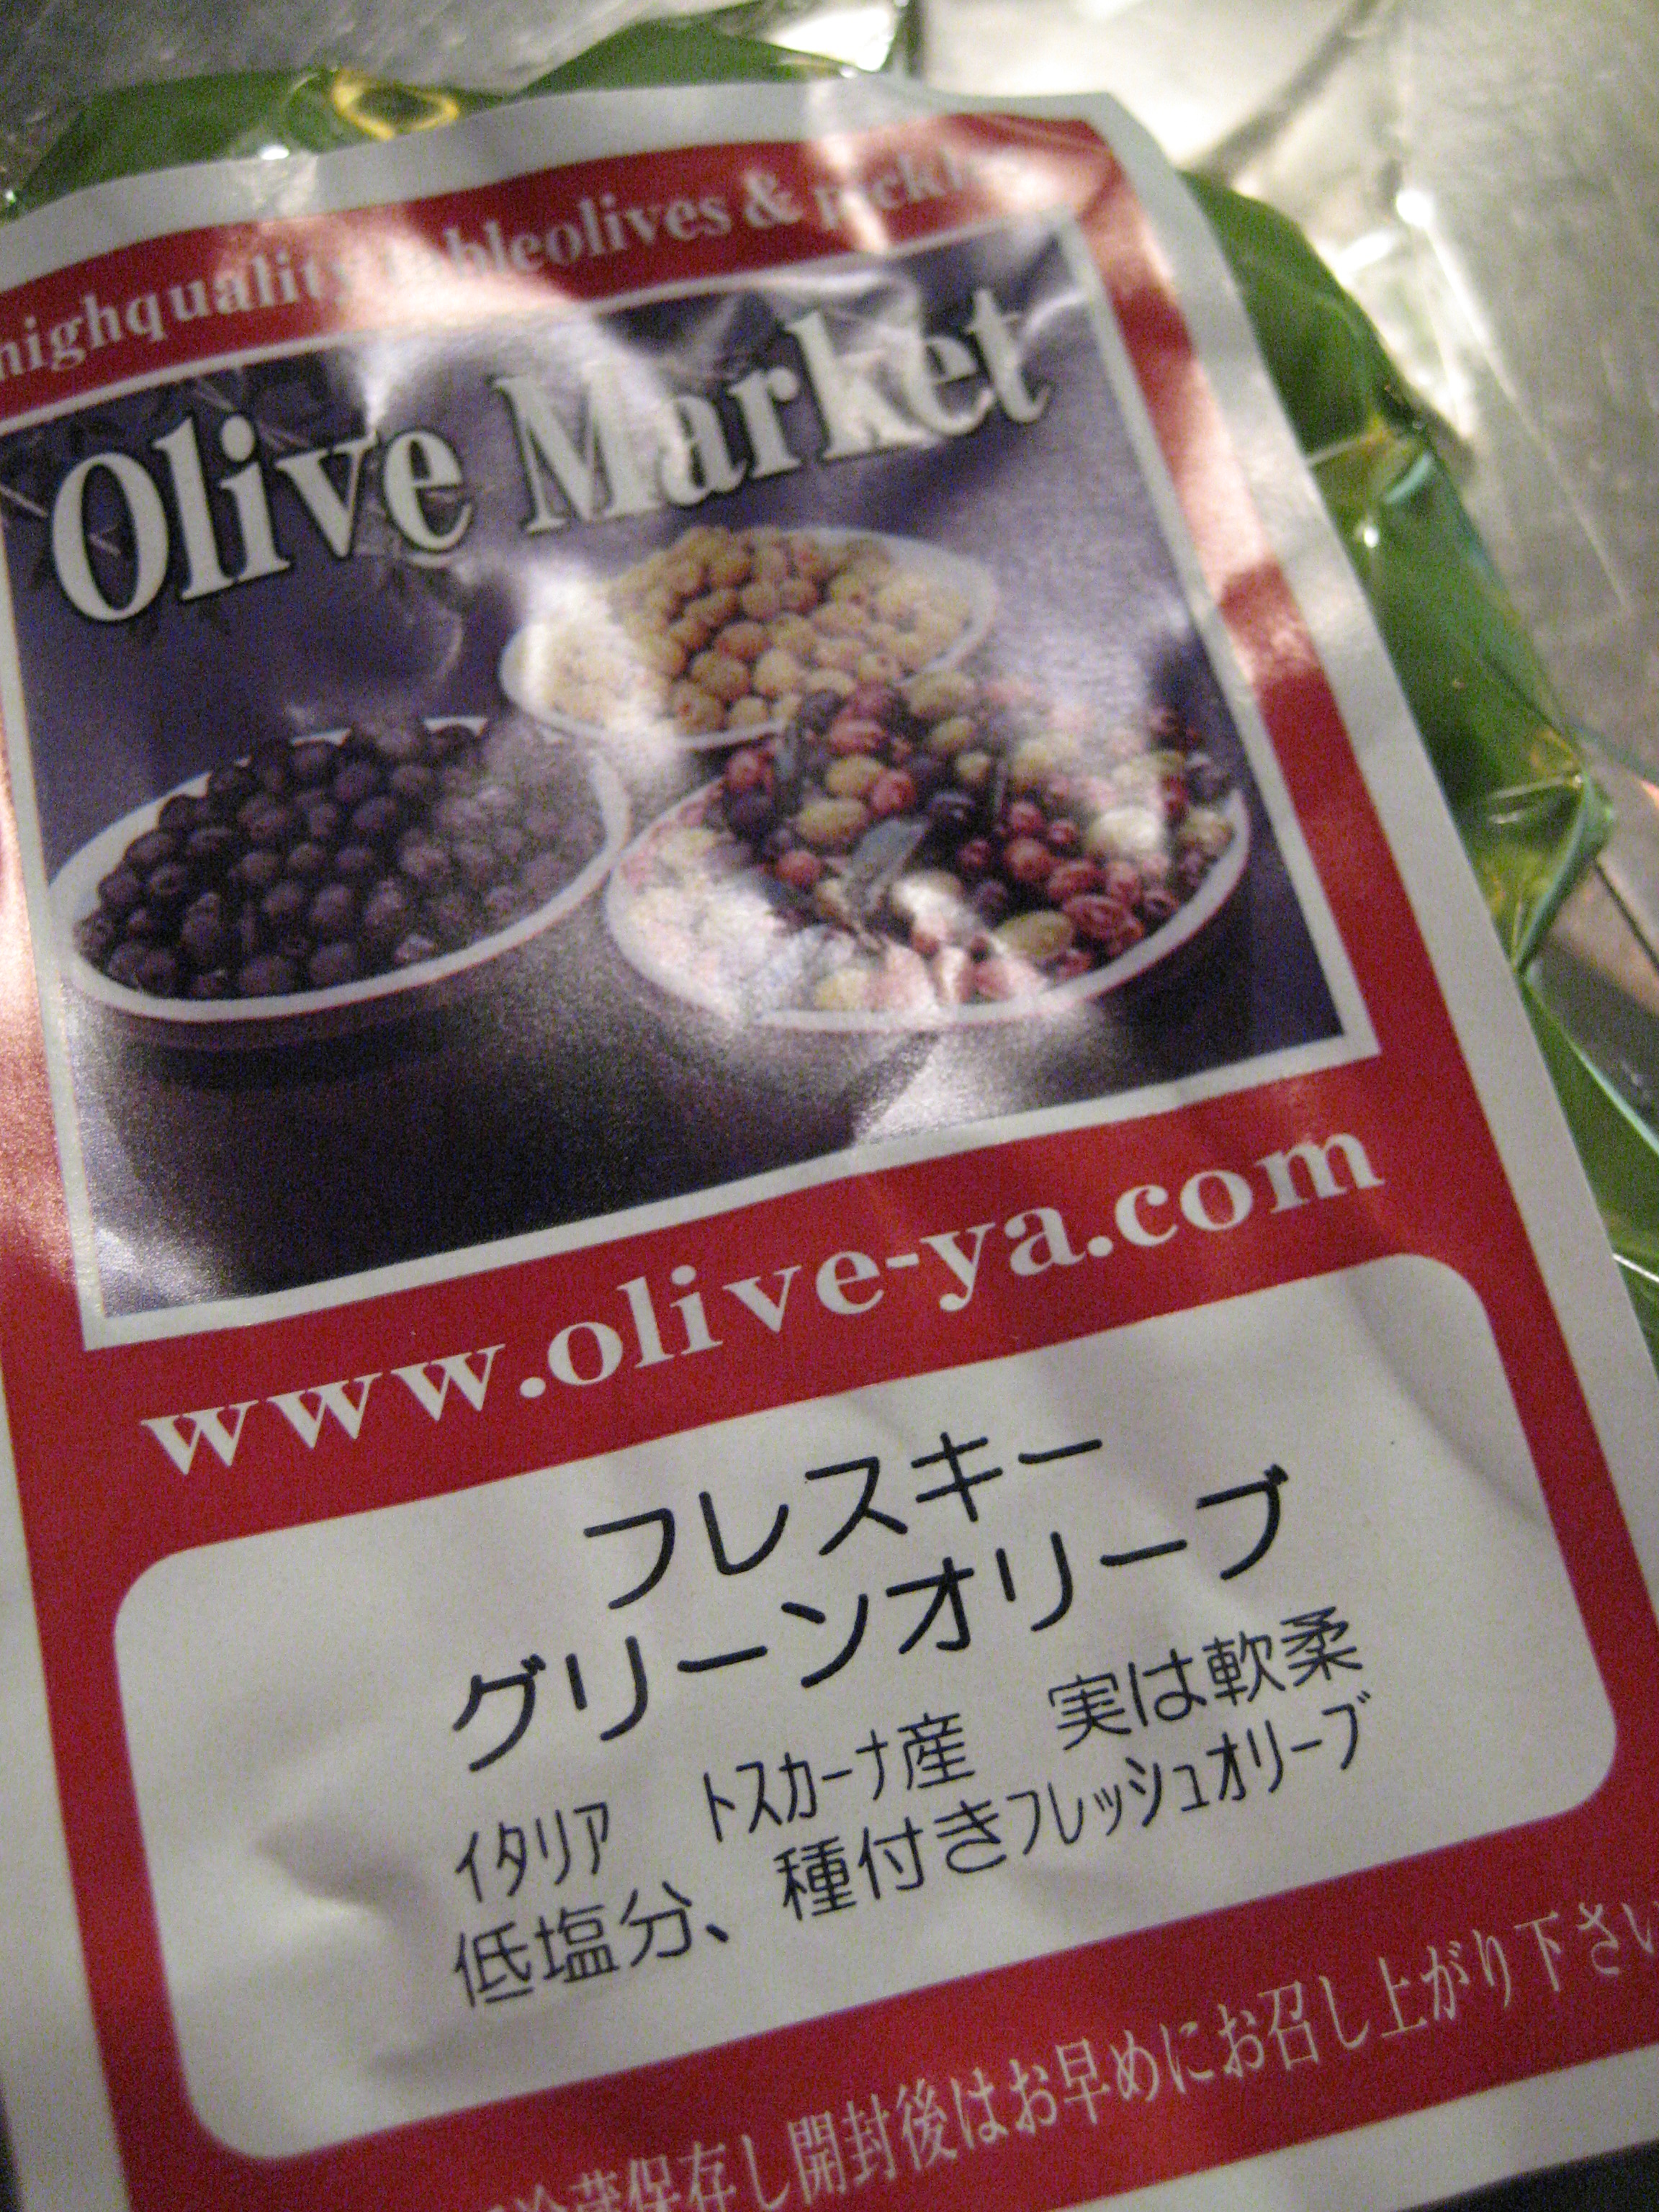 highquality tableolives & pickles
Olive Market
www.olive-ya.com
フレスキー
グリーンオリーブ
イタリア　トスカーナ産　実は軟柔
低塩分、種付きフレッシュオリーブ
冷蔵保存し開封後はお早めにお召し上がり下さい